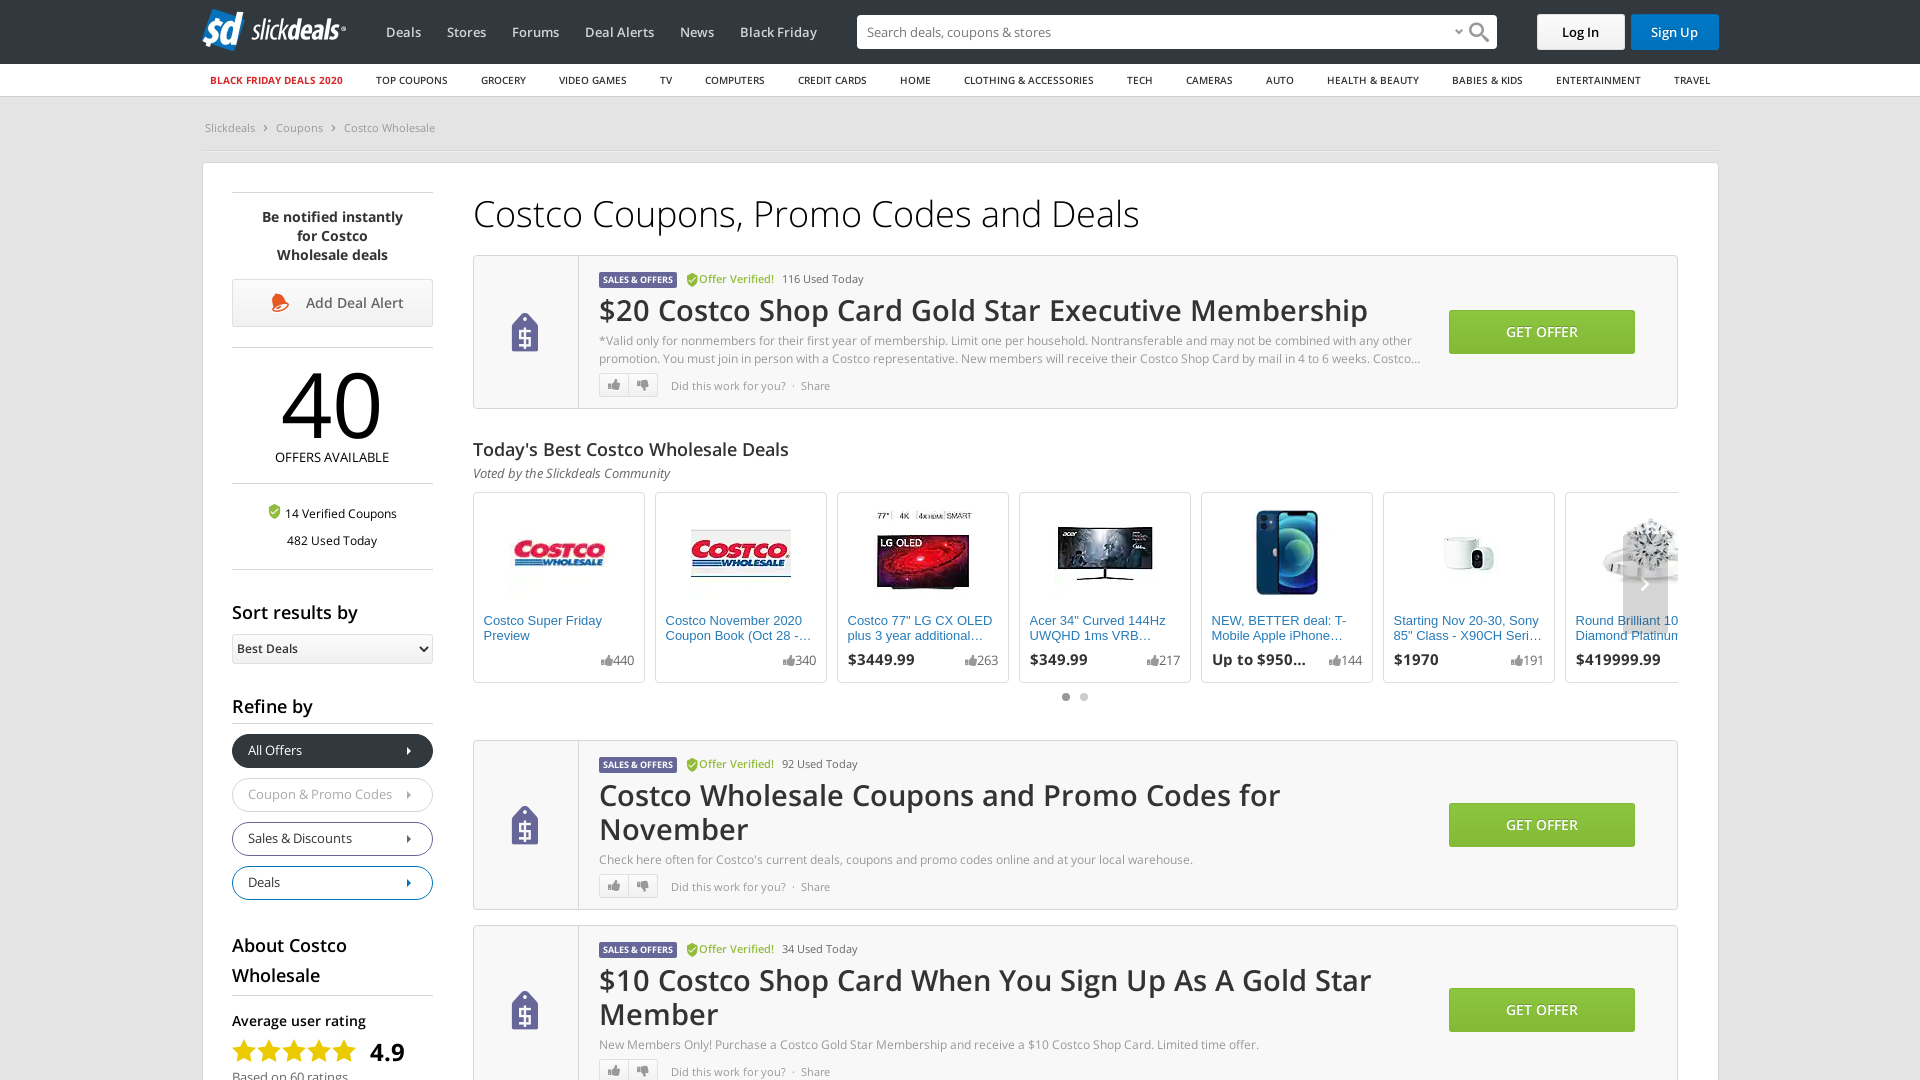 slickdeals
Deals Stores Forums Deal Alerts News Black Friday
Search deals, coupons & stores
Log In
Sign Up
BLACK FRIDAY DEALS 2020 TOP COUPONS GROCERY VIDEO GAMES TV COMPUTERS CREDIT CARDS HOME CLOTHING & ACCESSORIES TECH CAMERAS AUTO HEALTH & BEAUTY BABIES & KIDS ENTERTAINMENT TRAVEL
Slickdeals > Coupons > Costco Wholesale
Be notified instantly
for Costco
Wholesale deals
Add Deal Alert
40
OFFERS AVAILABLE
14 Verified Coupons
482 Used Today
Sort results by
Best Deals
Refine by
All Offers
Coupon & Promo Codes
Sales & Discounts
Deals
About Costco
Wholesale
Average user rating
4.9
Based on 60 ratings
Costco Coupons, Promo Codes and Deals
SALES & OFFERS Offer Verified! 116 Used Today
$20 Costco Shop Card Gold Star Executive Membership
*Valid only for nonmembers for their first year of membership. Limit one per household. Nontransferable and may not be combined with any other
promotion. You must join in person with a Costco representative. New members will receive their Costco Shop Card by mail in 4 to 6 weeks. Costco...
Did this work for you? · Share
GET OFFER
Today's Best Costco Wholesale Deals
Voted by the Slickdeals Community
COSTCO
WHOLESALE
Costco Super Friday
Preview
440
COSTCO
WHOLESALE
Costco November 2020
Coupon Book (Oct 28 -...
340
77" 4K 4x HDMI SMART
LG OLED
Costco 77" LG CX OLED
plus 3 year additional...
$3449.99 263
acer
Acer 34" Curved 144Hz
UWQHD 1ms VRB...
$349.99 217
NEW, BETTER deal: T-
Mobile Apple iPhone...
Up to $950... 144
Starting Nov 20-30, Sony
85" Class - X90CH Seri...
$1970 191
Round Brilliant 10
Diamond Platinum
$419999.99
SALES & OFFERS Offer Verified! 92 Used Today
Costco Wholesale Coupons and Promo Codes for
November
Check here often for Costco's current deals, coupons and promo codes online and at your local warehouse.
Did this work for you? · Share
GET OFFER
SALES & OFFERS Offer Verified! 34 Used Today
$10 Costco Shop Card When You Sign Up As A Gold Star
Member
New Members Only! Purchase a Costco Gold Star Membership and receive a $10 Costco Shop Card. Limited time offer.
Did this work for you? · Share
GET OFFER